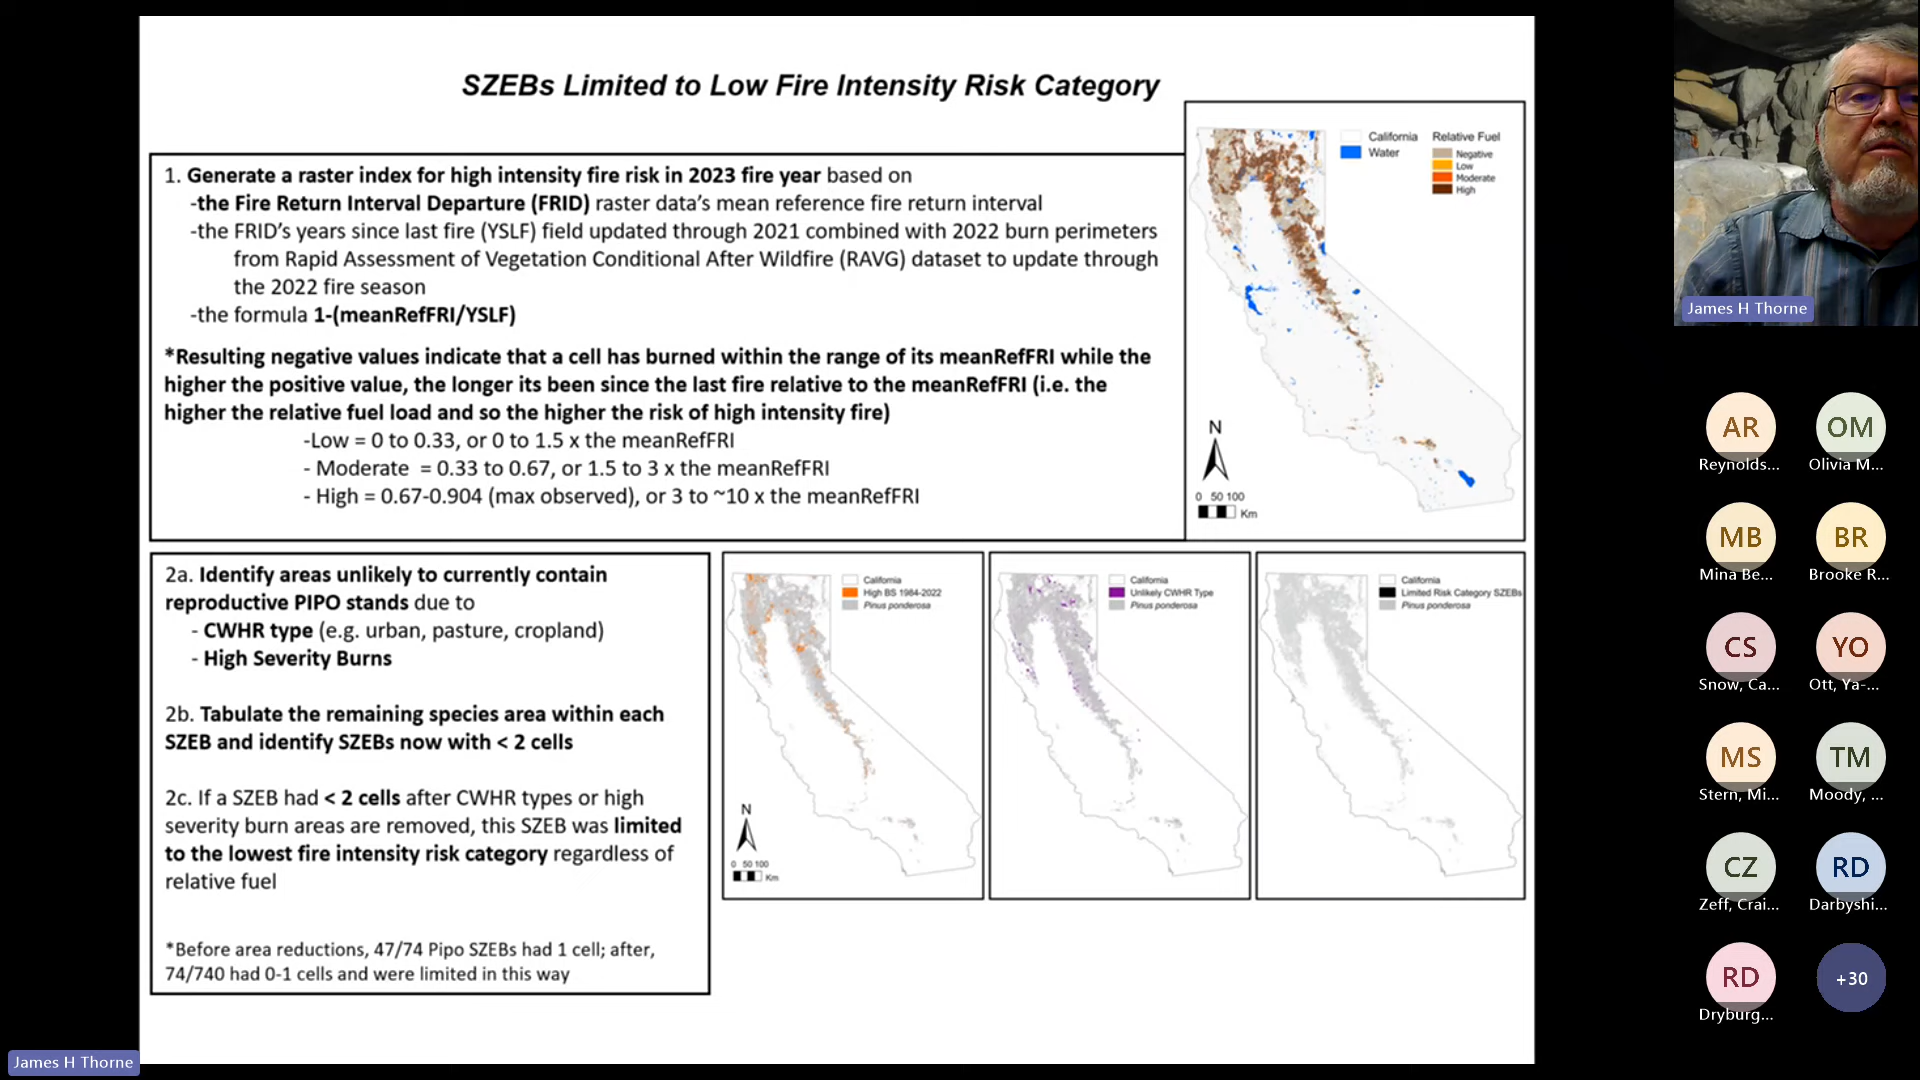 SZEBs Limited to Low Fire Intensity Risk Category
1. Generate a raster index for high intensity fire risk in 2023 fire year based on
-the Fire Return Interval Departure (FRID) raster data's mean reference fire return interval
-the FRID's years since last fire (YSLF) field updated through 2021 combined with 2022 burn perimeters
from Rapid Assessment of Vegetation Conditional After Wildfire (RAVG) dataset to update through
the 2022 fire season
-the formula 1-(meanRefFRI/YSLF)
*Resulting negative values indicate that a cell has burned within the range of its meanRefFRI while the
higher the positive value, the longer its been since the last fire relative to the meanRefFRI (i.e. the
higher the relative fuel load and so the higher the risk of high intensity fire)
-Low = 0 to 0.33, or 0 to 1.5 x the meanRefFRI
- Moderate = 0.33 to 0.67, or 1.5 to 3 x the meanRefFRI
- High = 0.67-0.904 (max observed), or 3 to ~10 x the meanRefFRI
California
Water
Relative Fuel
Negative
Low
Moderate
High
N
0 50 100
Km
2a. Identify areas unlikely to currently contain
reproductive PIPO stands due to
- CWHR type (e.g. urban, pasture, cropland)
- High Severity Burns
2b. Tabulate the remaining species area within each
SZEB and identify SZEBs now with < 2 cells
2c. If a SZEB had < 2 cells after CWHR types or high
severity burn areas are removed, this SZEB was limited
to the lowest fire intensity risk category regardless of
relative fuel
*Before area reductions, 47/74 Pipo SZEBs had 1 cell; after,
74/740 had 0-1 cells and were limited in this way
California
High BS 1984-2022
Pinus ponderosa
N
0 50 100
Km
California
Unlikely CWHR Type
Pinus ponderosa
California
Limited Risk Category SZEBs
Pinus ponderosa
James H Thorne
AR
Reynolds...
OM
Olivia M...
MB
Mina Be...
BR
Brooke R...
CS
Snow, Ca...
YO
Ott, Ya-...
MS
Stern, Mi...
TM
Moody, ...
CZ
Zeff, Crai...
RD
Darbyshi...
RD
Dryburg...
+30
James H Thorne